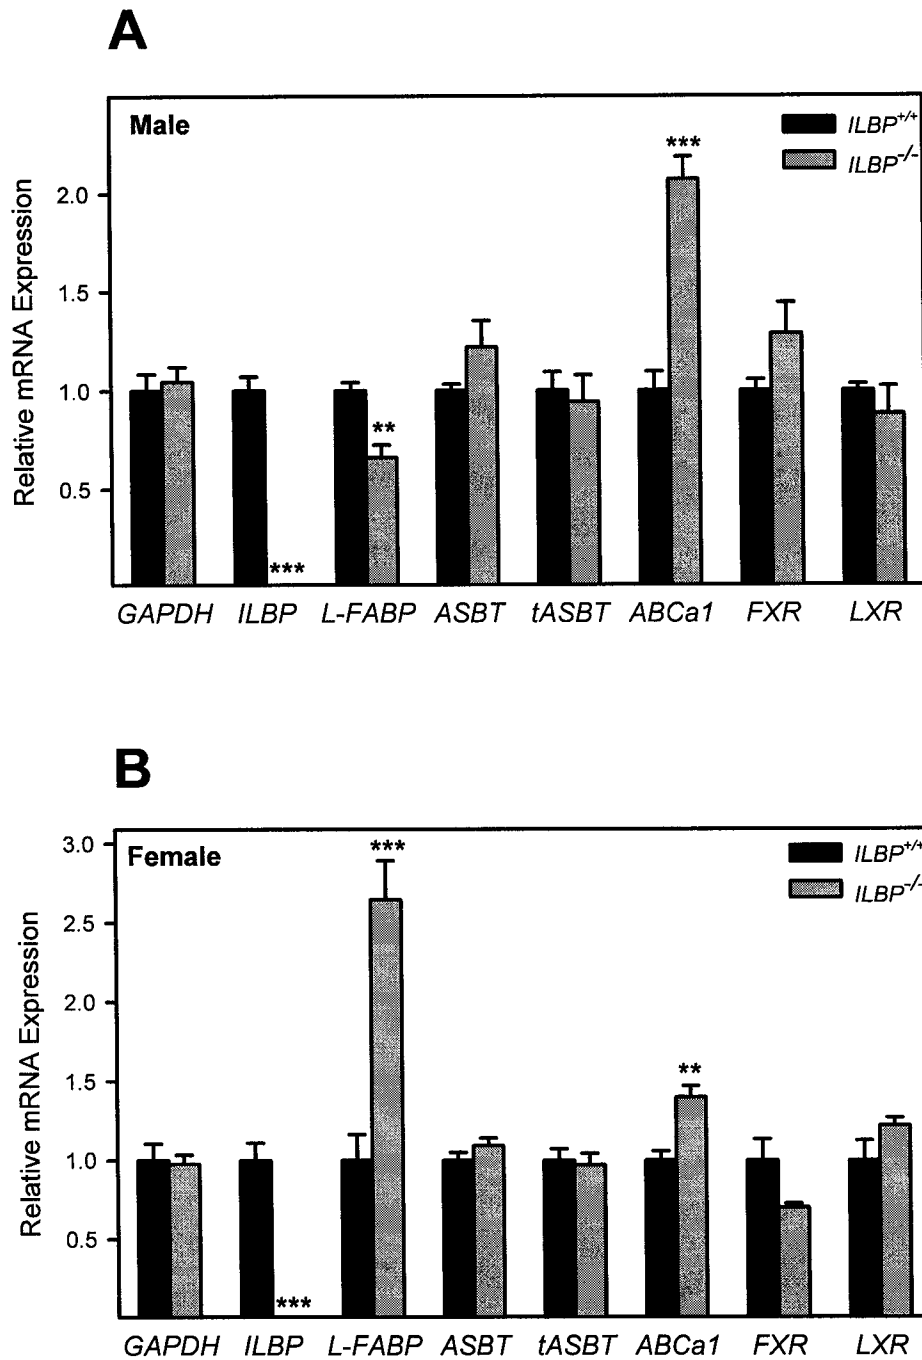 A
Male
ILBP+/+
ILBP-/-
***
2.0
1.5
1.0
0.5
Relative mRNA Expression
**
***
GAPDH ILBP L-FABP ASBT tASBT ABCa1 FXR LXR
B
Female
ILBP+/+
ILBP-/-
***
3.0
2.5
2.0
1.5
1.0
0.5
Relative mRNA Expression
**
***
GAPDH ILBP L-FABP ASBT tASBT ABCa1 FXR LXR